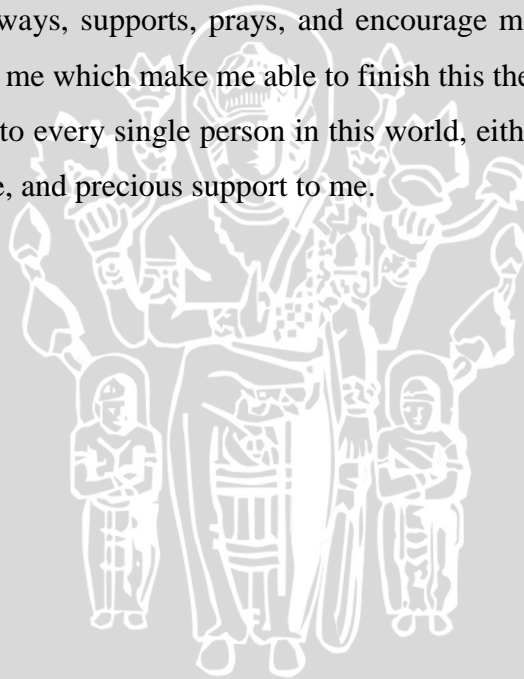 ways, supports, prays, and encourage m
me which make me able to finish this the
to every single person in this world, eith
e, and precious support to me.